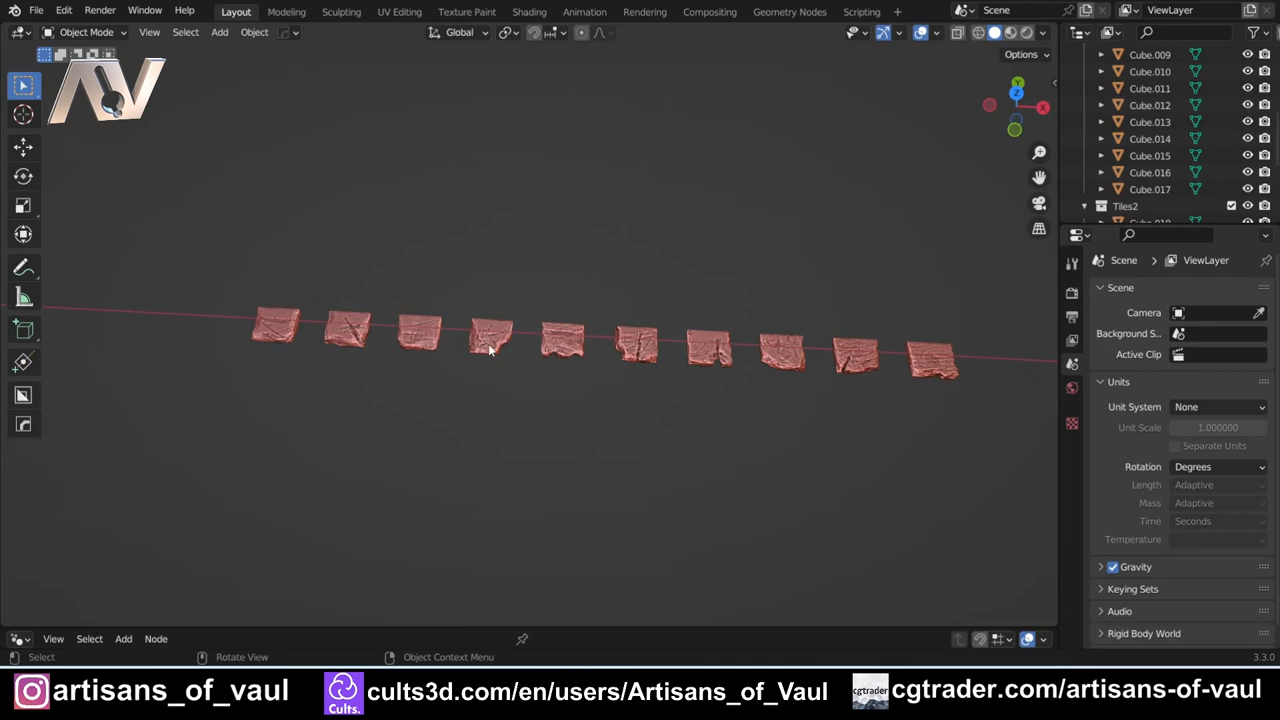 File Edit Render Window Help Layout Modeling Sculpting UV Editing Texture Paint Shading Animation Rendering Compositing Geometry Nodes Scripting + Scene ViewLayer
Object Mode View Select Add Object Global
Options
AV
X
Y
Z
Cube.009
Cube.010
Cube.011
Cube.012
Cube.013
Cube.014
Cube.015
Cube.016
Cube.017
Tiles2
Scene > ViewLayer
Scene
Camera
Background S...
Active Clip
Units
Unit System None
Unit Scale 1.000000
Separate Units
Rotation Degrees
Length Adaptive
Mass Adaptive
Time Seconds
Temperature
Gravity
Keying Sets
Audio
Rigid Body World
View Select Add Node
Select Rotate View Object Context Menu 3.3.0
artisans_of_vaul Cults. cults3d.com/en/users/Artisans_of_Vaul cgtrader cgtrader.com/artisans-of-vaul